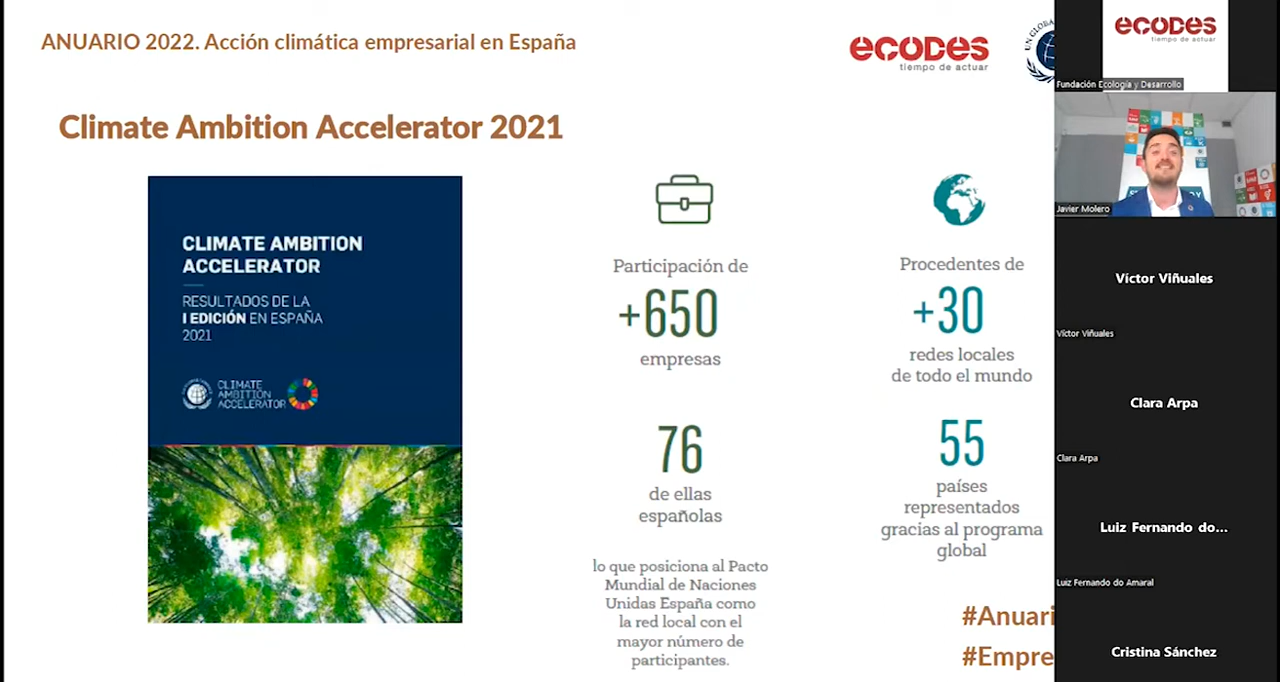 ANUARIO 2022. Acción climática empresarial en España
ecodes
tiempo de actuar
UN GLOBA
Climate Ambition Accelerator 2021
CLIMATE AMBITION
ACCELERATOR
RESULTADOS DE LA
I EDICIÓN EN ESPAÑA
2021
CLIMATE
AMBITION
ACCELERATOR
Participación de
+650
empresas
76
de ellas
españolas
lo que posiciona al Pacto
Mundial de Naciones
Unidas España como
la red local con el
mayor número de
participantes.
Procedentes de
+30
redes locales
de todo el mundo
55
países
representados
gracias al programa
global
#Anuari
#Empre
ecodes
tiempo de actuar
Fundación Ecología y Desarrollo
Javier Molero
Víctor Viñuales
Víctor Viñuales
Clara Arpa
Clara Arpa
Luiz Fernando do...
Luiz Fernando do Amaral
Cristina Sánchez